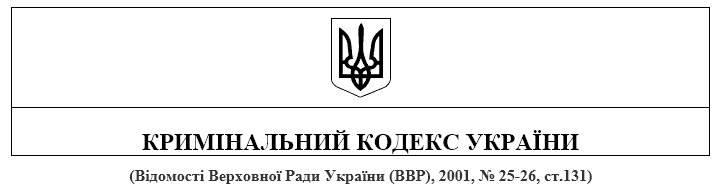 КРИМІНАЛЬНИЙ КОДЕКС УКРАЇНИ
(Відомості Верховної Ради України (ВВР), 2001, № 25-26, ст.131)